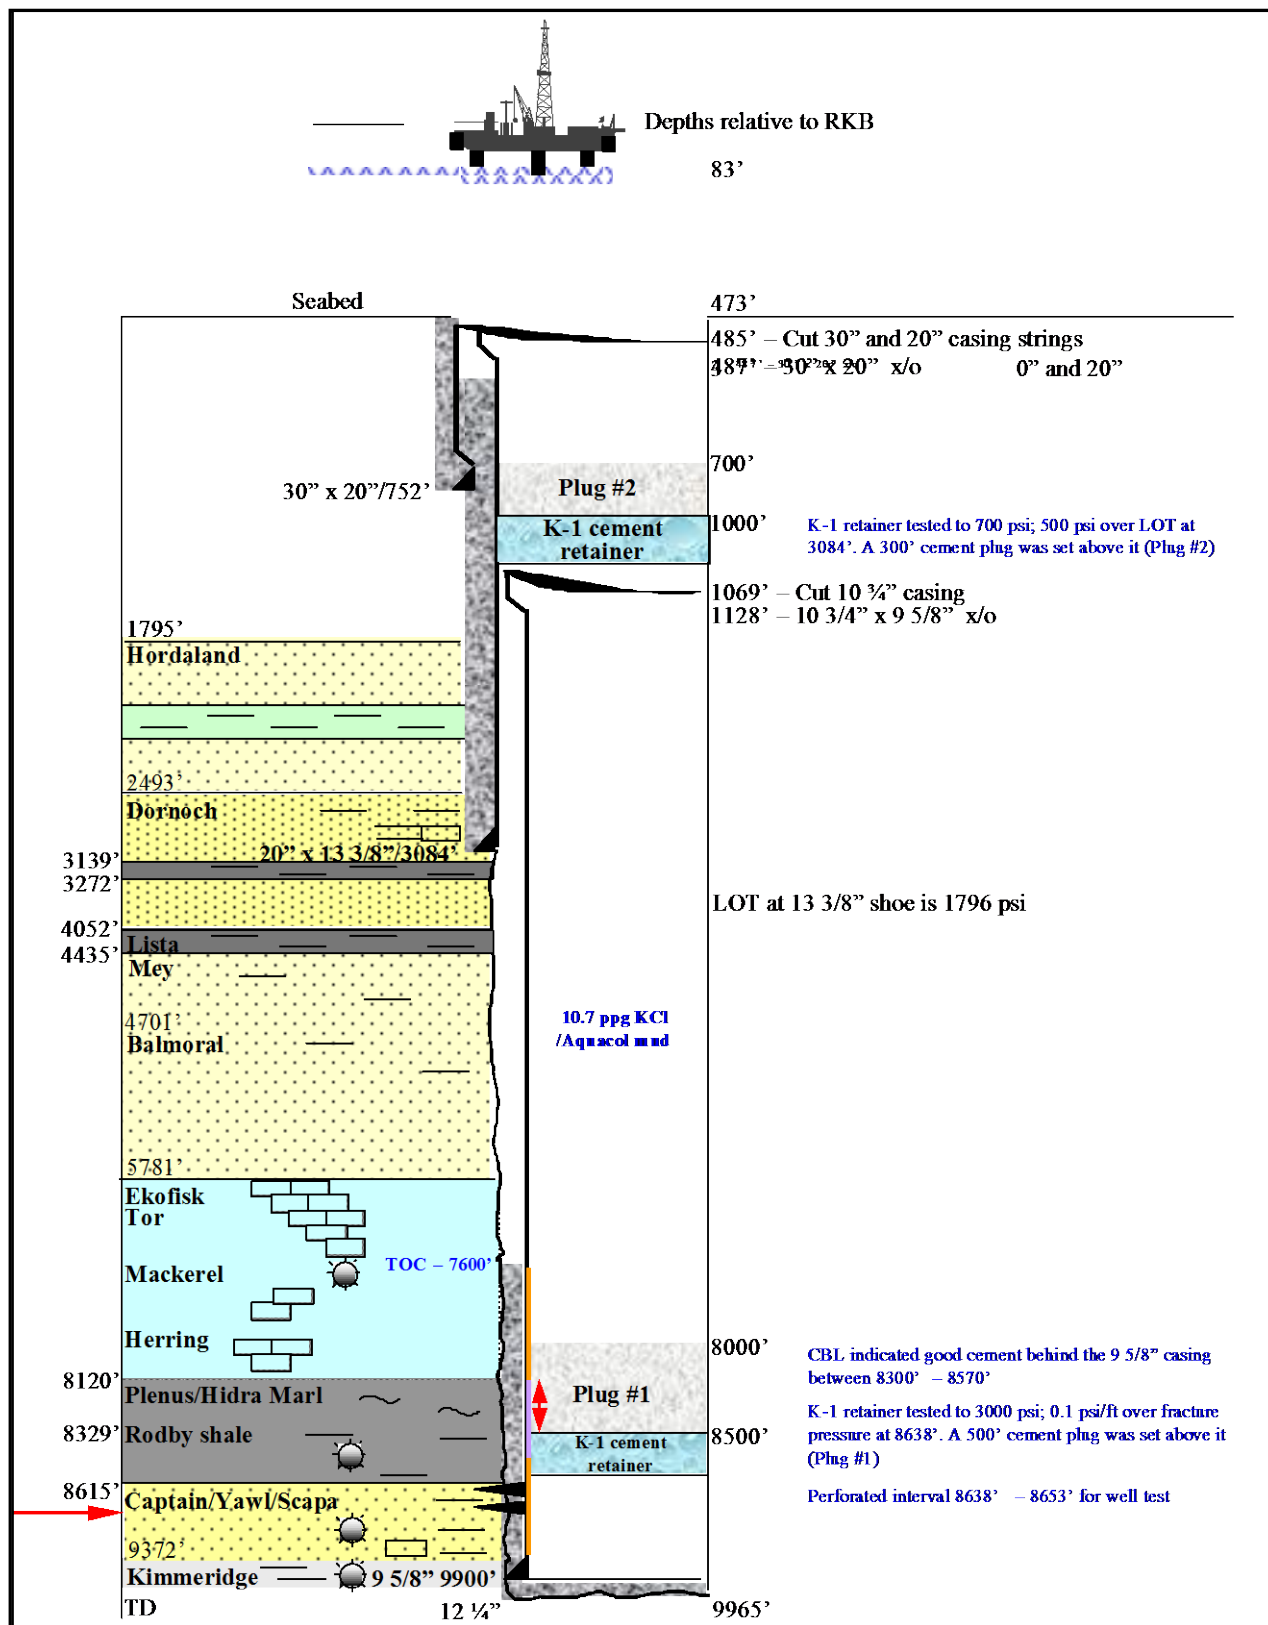 Depths relative to RKB
83’
Seabed
473’
485’ – Cut 30” and 20” casing strings
487’ – 30” x 20” x/o
0” and 20”
700’
30” x 20”/752’
Plug #2
1000’
K-1 cement
retainer
K-1 retainer tested to 700 psi; 500 psi over LOT at
3084’. A 300’ cement plug was set above it (Plug #2)
1069’ – Cut 10 ¾” casing
1128’ – 10 3/4” x 9 5/8” x/o
1795’
Hordaland
2493’
Dornoch
20” x 13 3/8”/3084’
3139’
3272’
LOT at 13 3/8” shoe is 1796 psi
4052’
Lista
4435’
Mey
4701’
Balmoral
10.7 ppg KCl
/Aquacol mud
5781’
Ekofisk
Tor
TOC – 7600’
Mackerel
Herring
8000’
CBL indicated good cement behind the 9 5/8” casing
between 8300’ – 8570’
8120’
Plenus/Hidra Marl
Plug #1
K-1 retainer tested to 3000 psi; 0.1 psi/ft over fracture
pressure at 8638’. A 500’ cement plug was set above it
(Plug #1)
8329’
Rodby shale
8500’
K-1 cement
retainer
8615’
Captain/Yawl/Scapa
Perforated interval 8638’ – 8653’ for well test
9372’
Kimmeridge
9 5/8” 9900’
TD
12 ¼”
9965’